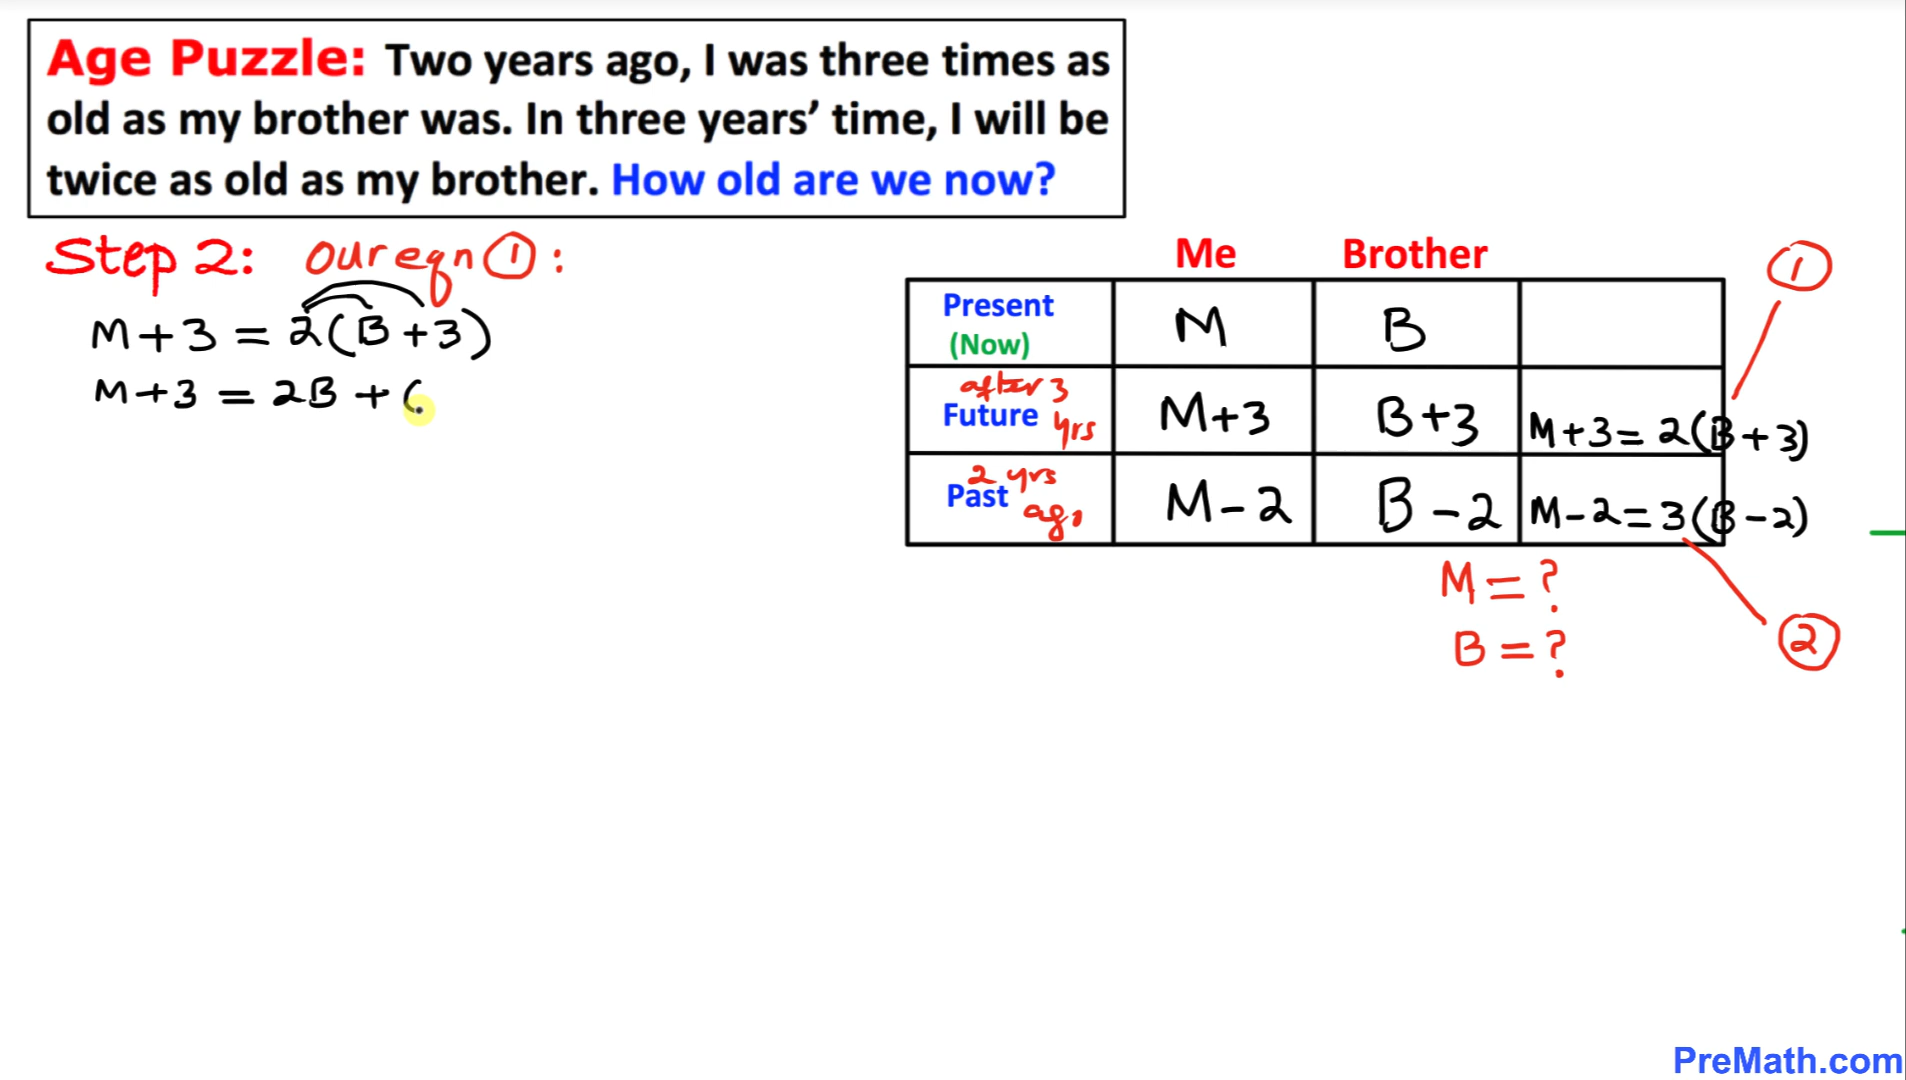 Age Puzzle: Two years ago, I was three times as
old as my brother was. In three years’ time, I will be
twice as old as my brother. How old are we now?
Step 2: our eqn ① :
M+3 = 2(B+3)
M+3 = 2B +
Me Brother
Present
(Now)
M B
after 3
Future yrs
M+3 B+3 M+3= 2(B+3)
①
2 yrs
Past ago
M-2 B-2 M-2=3(B-2)
②
M=?
B=?
PreMath.com